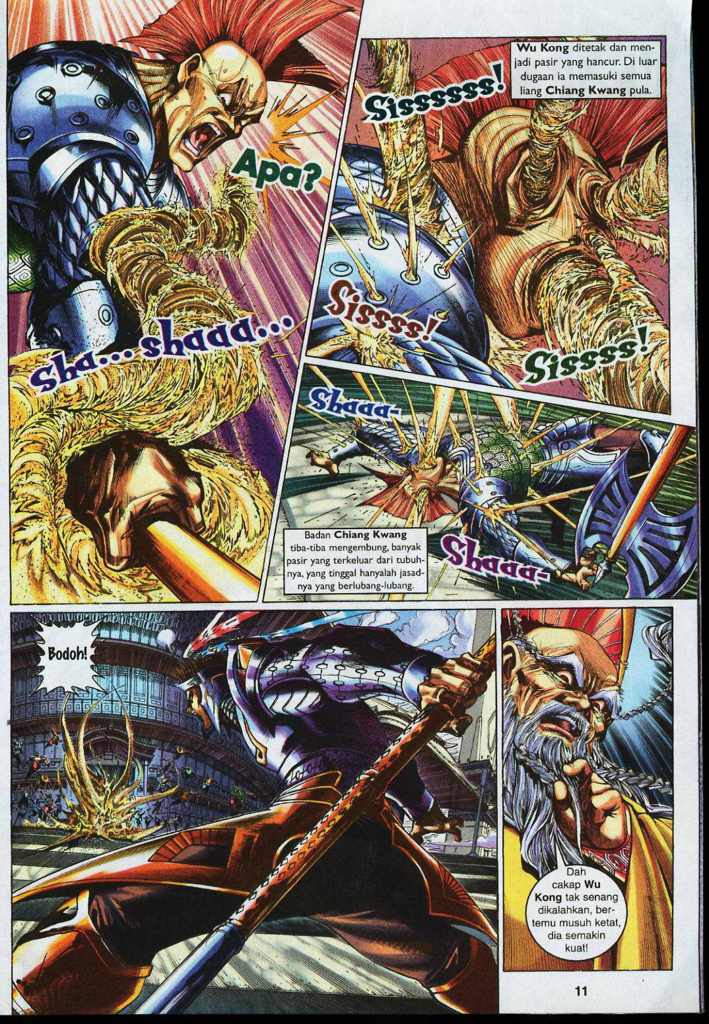 Apa?
Sha... shaaa...
Wu Kong ditetak dan men-
jadi pasir yang hancur. Di luar
dugaan ia memasuki semua
liang Chiang Kwang pula.
Sisssssss!
Sissss!
Sissss!
Shaaa-
Badan Chiang Kwang
tiba-tiba mengembung, banyak
pasir yang terkeluar dari tubuh-
nya, yang tinggal hanyalah jasad-
nya yang berlubang-lubang.
Shaaa-
Bodoh!
Dah
cakap Wu
Kong tak senang
dikalahkan, ber-
temu musuh ketat,
dia semakin
kuat!
11